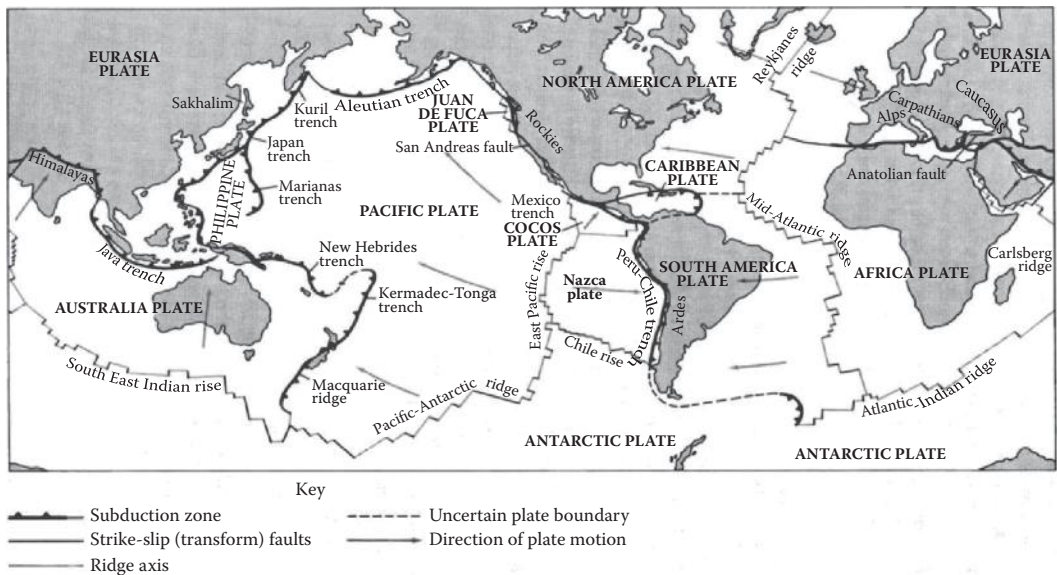 EURASIA
PLATE
Sakhalim
Kuril
trench
Aleutian trench
JUAN
DE FUCA
PLATE
San Andreas fault
Rockies
NORTH AMERICA PLATE
Reykjanes
ridge
EURASIA
PLATE
Caucasus
Carpathians
Alps
Anatolian fault
Himalayas
Japan
trench
Marianas
trench
PHILIPPINE
PLATE
PACIFIC PLATE
Mexico
trench
COCOS
PLATE
CARIBBEAN
PLATE
Mid-Atlantic ridge
Java trench
New Hebrides
trench
Kermadec-Tonga
trench
AUSTRALIA PLATE
East Pacific rise
Nazca
plate
Peru-Chile trench
SOUTH AMERICA
PLATE
Ardes
AFRICA PLATE
Carlsberg
ridge
Chile rise
South East Indian rise
Macquarie
ridge
Pacific-Antarctic ridge
Atlantic-Indian ridge
ANTARCTIC PLATE
ANTARCTIC PLATE
Key
Subduction zone
Strike-slip (transform) faults
Ridge axis
Uncertain plate boundary
Direction of plate motion